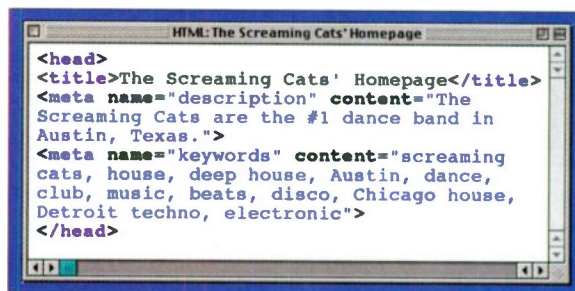 HTML: The Screaming Cats' Homepage
<head>
<title>The Screaming Cats' Homepage</title>
<meta name="description" content="The
Screaming Cats are the #1 dance band in
Austin, Texas.">
<meta name="keywords" content="screaming
cats, house, deep house, Austin, dance,
club, music, beats, disco, Chicago house,
Detroit techno, electronic">
</head>